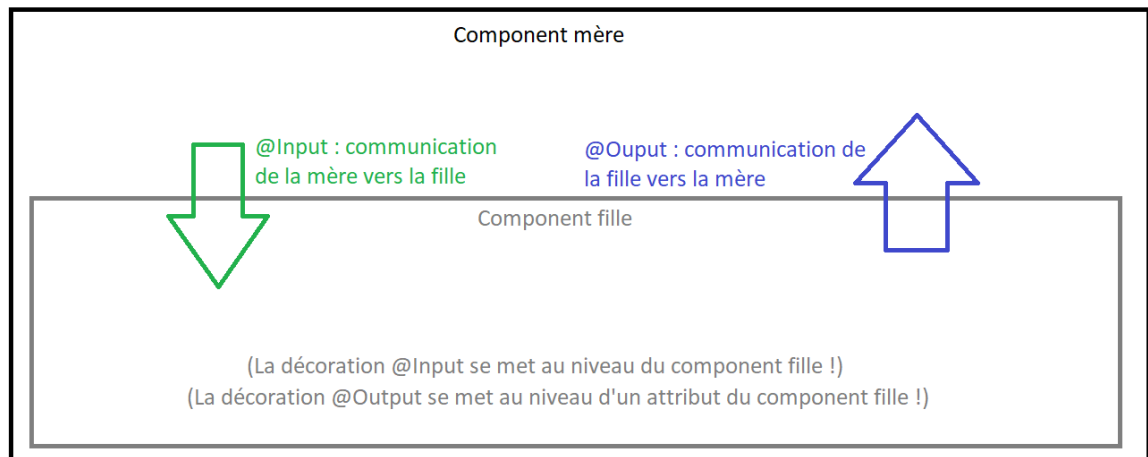 Component mère
@Input : communication
de la mère vers la fille
@Ouput : communication de
la fille vers la mère
Component fille
(La décoration @Input se met au niveau du component fille !)
(La décoration @Output se met au niveau d'un attribut du component fille !)